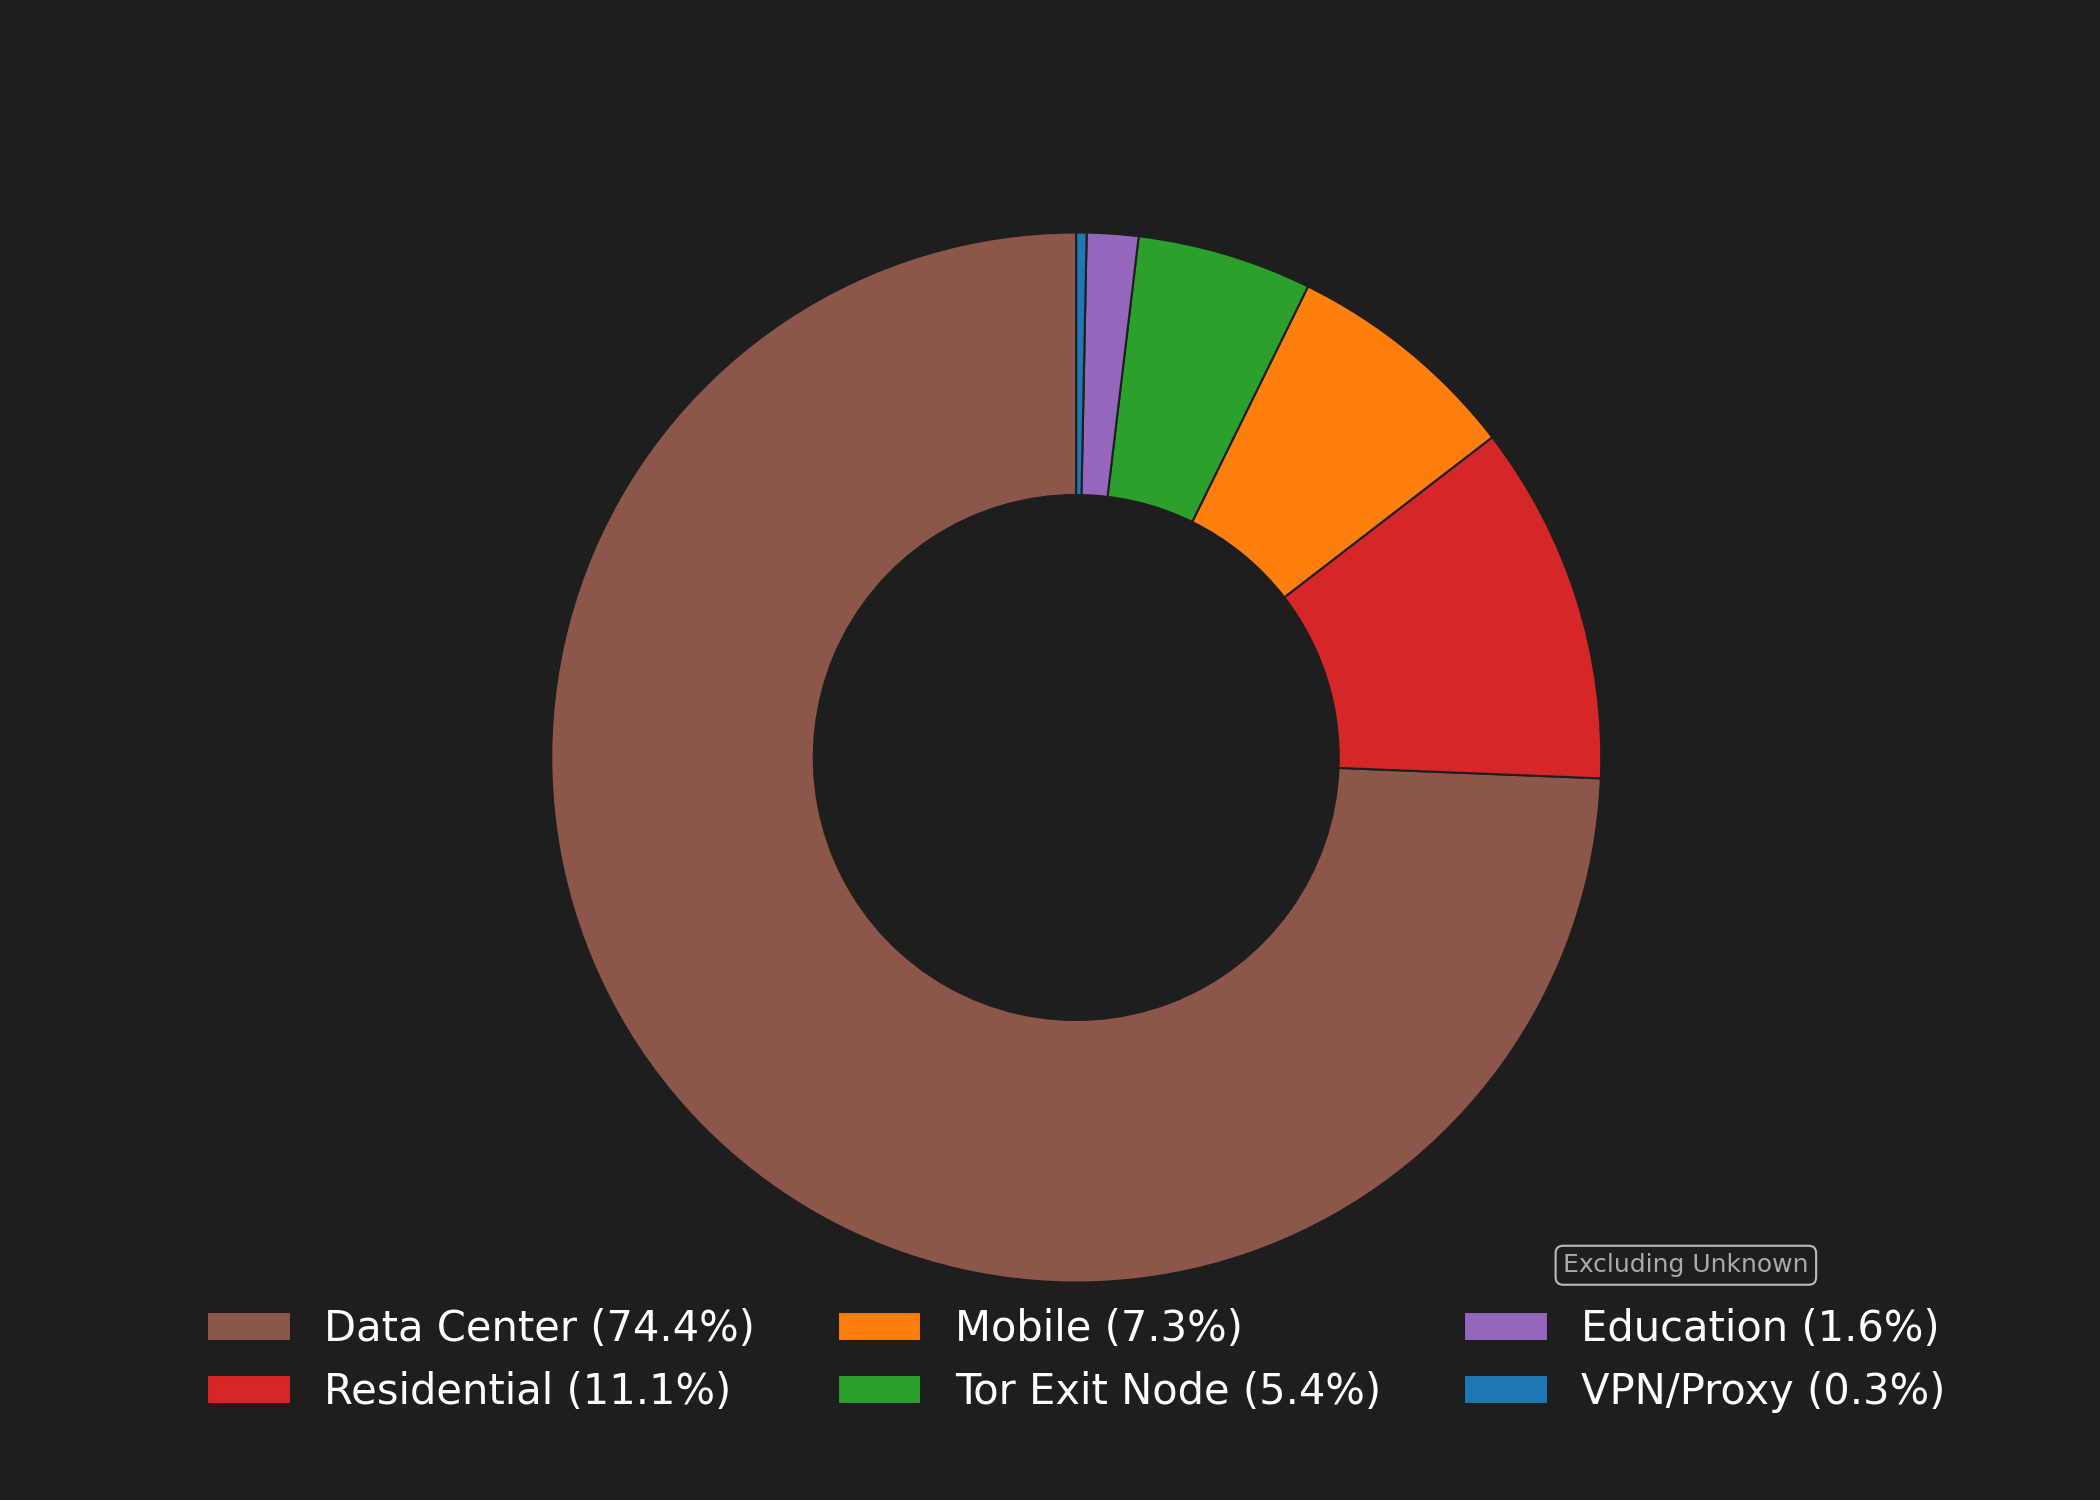 Excluding Unknown
Data Center (74.4%)
Residential (11.1%)
Mobile (7.3%)
Tor Exit Node (5.4%)
Education (1.6%)
VPN/Proxy (0.3%)